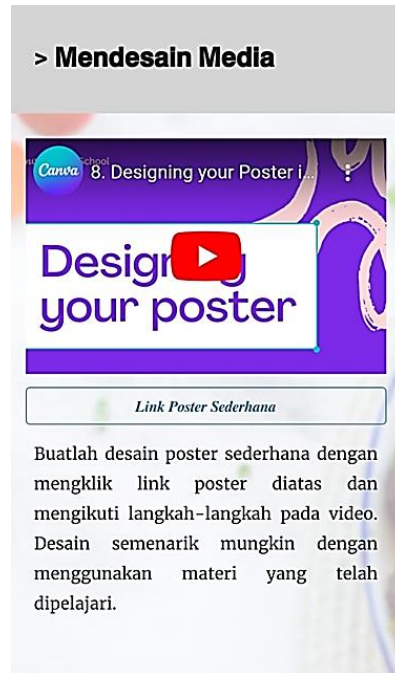 > Mendesain Media
Canva
School
8. Designing your Poster i...
your poster
Link Poster Sederhana
Buatlah desain poster sederhana dengan
mengklik link poster diatas dan
mengikuti langkah-langkah pada video.
Desain semenarik mungkin dengan
menggunakan materi yang telah
dipelajari.